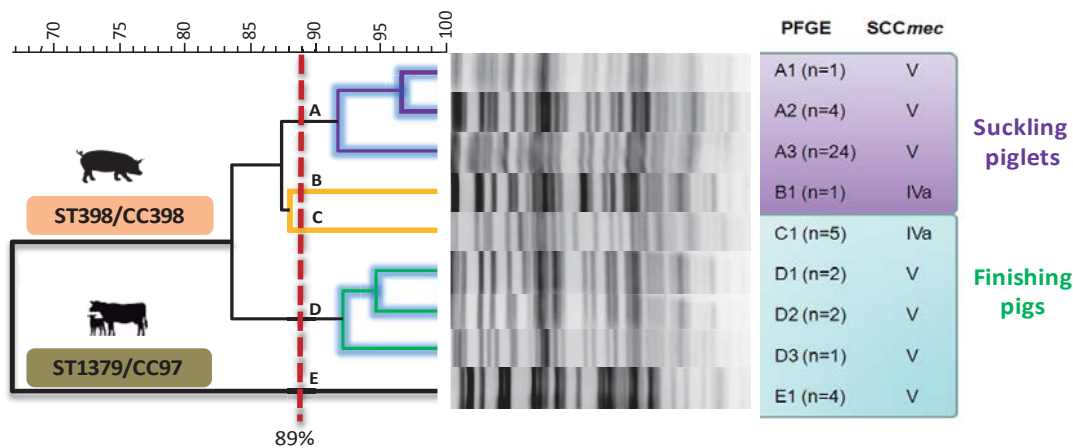 70
75
80
85
90
95
100
PFGE SCCmec
A1 (n=1) V
A2 (n=4) V
A3 (n=24) V
B1 (n=1) IVa
C1 (n=5) IVa
D1 (n=2) V
D2 (n=2) V
D3 (n=1) V
E1 (n=4) V
Suckling
piglets
Finishing
pigs
A
B
C
D
E
ST398/CC398
ST1379/CC97
89%